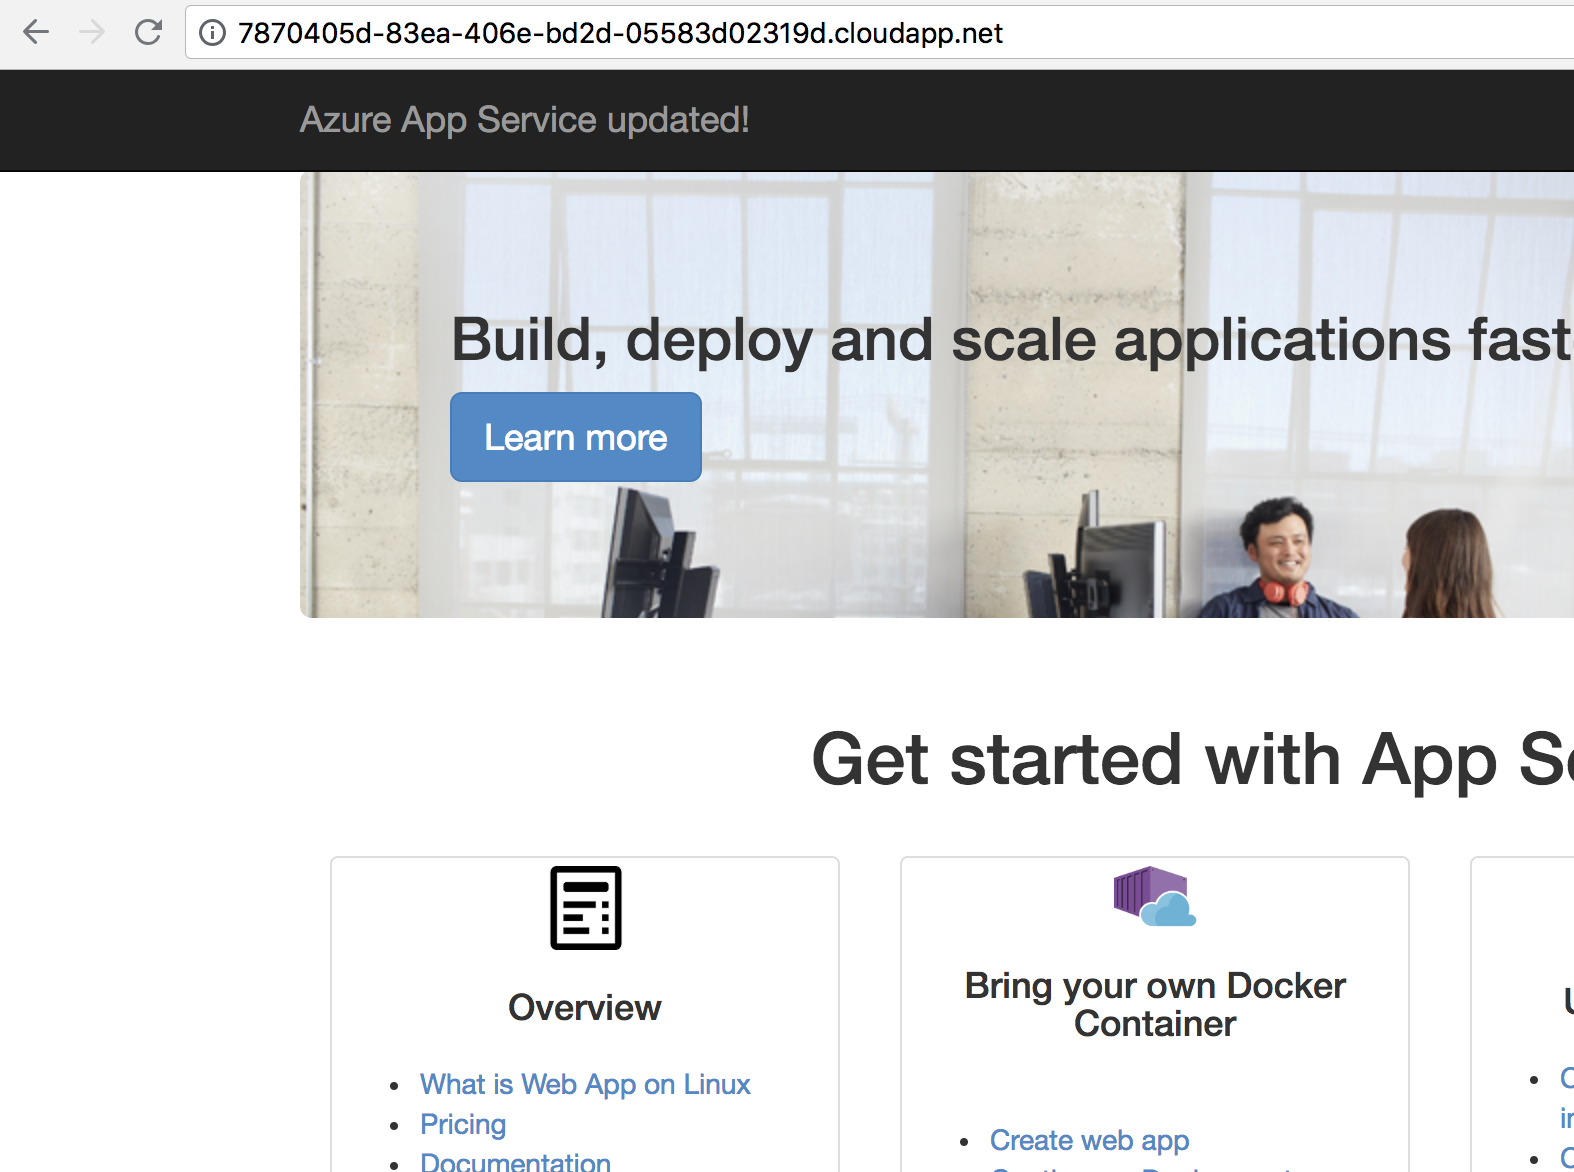 7870405d-83ea-406e-bd2d-05583d02319d.cloudapp.net
Azure App Service updated!
Build, deploy and scale applications fast
Learn more
Get started with App
Overview
What is Web App on Linux
Pricing
Documentation
Bring your own Docker
Container
Create web app